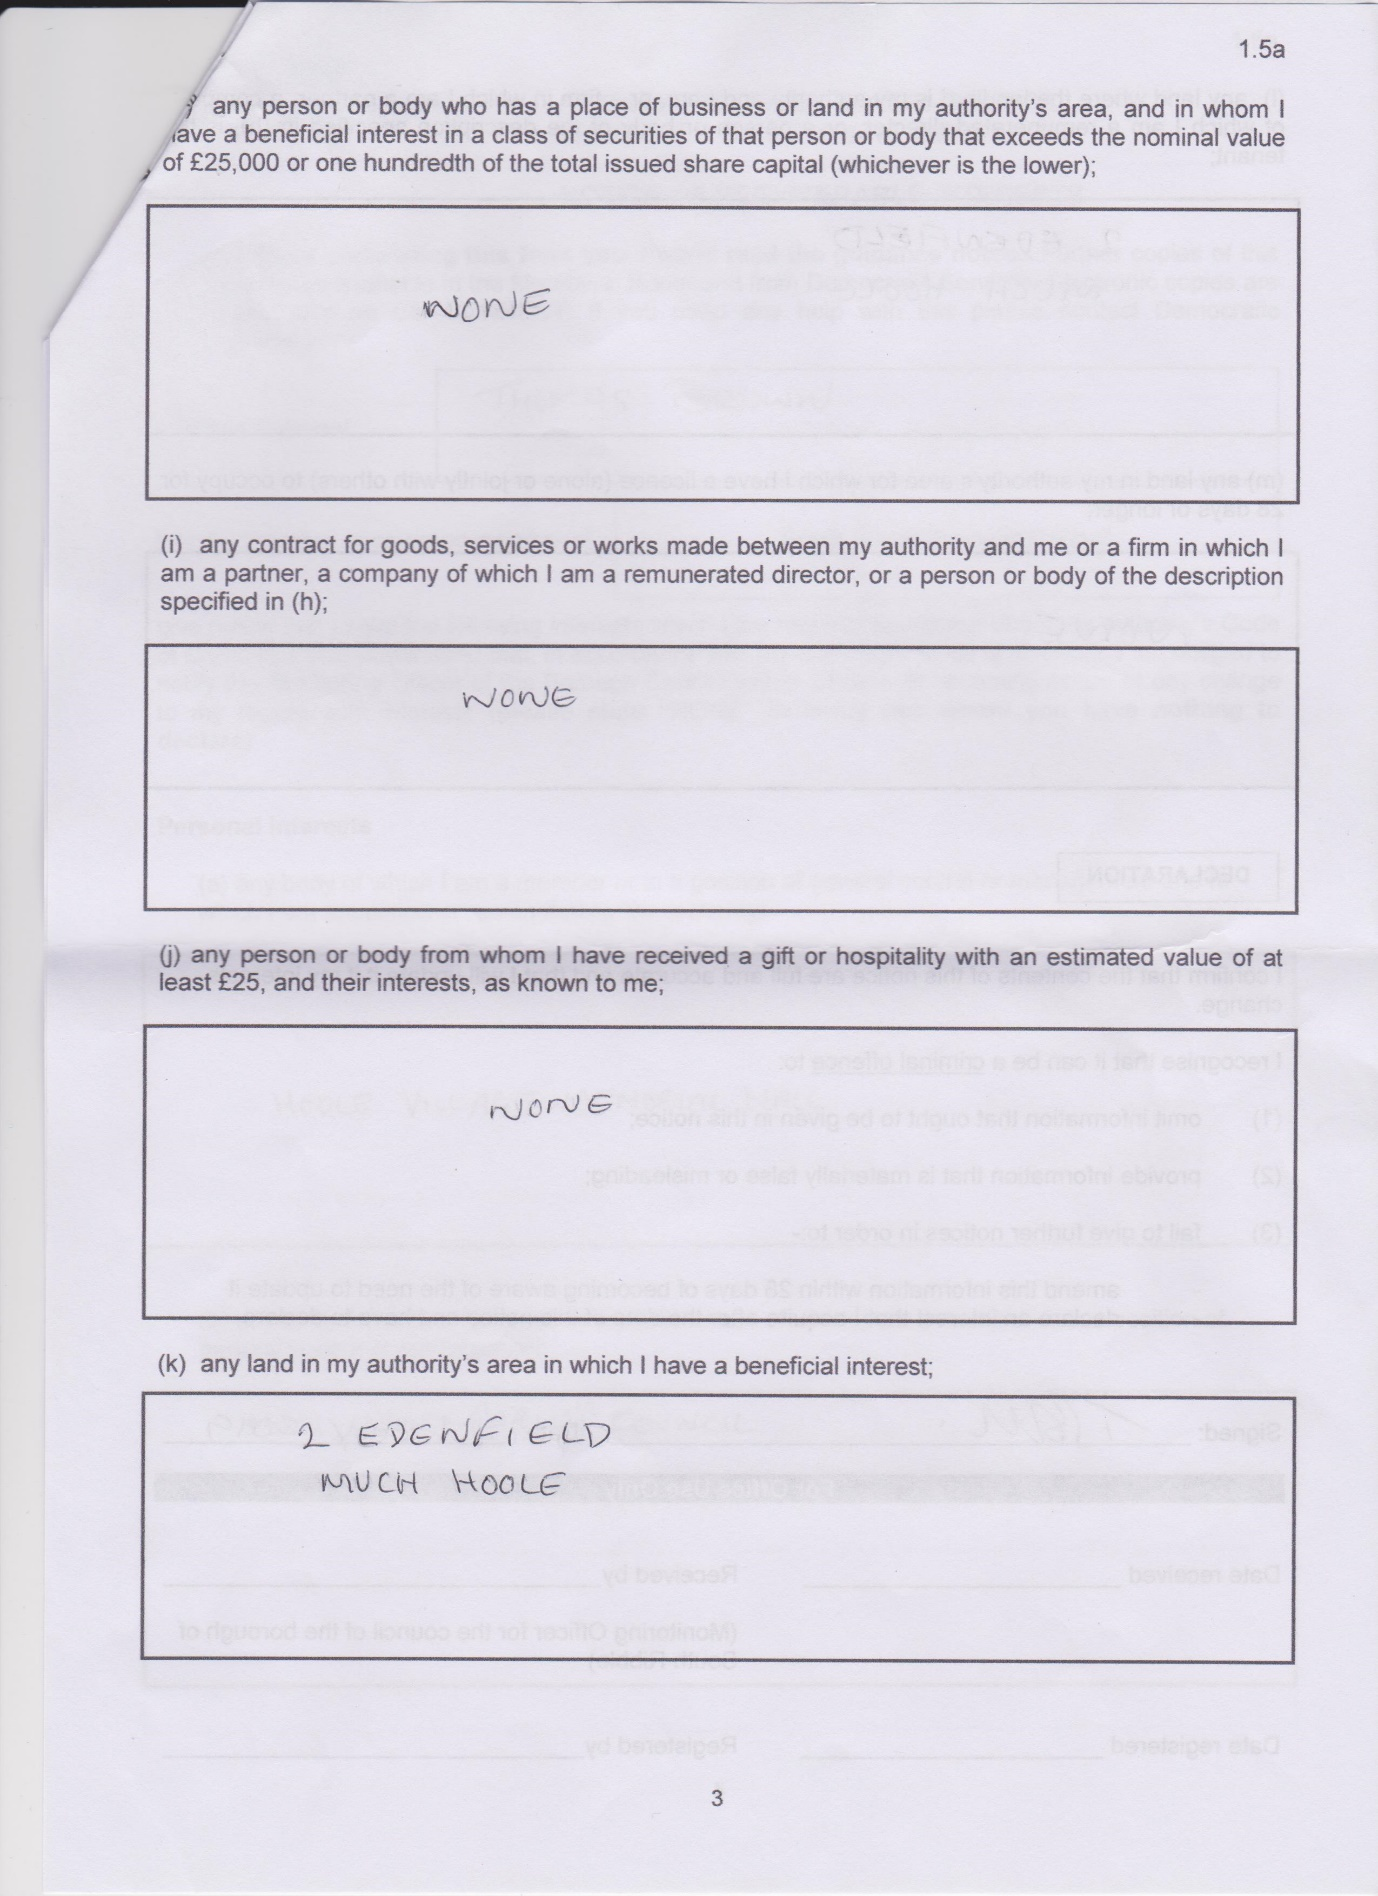 1.5a
any person or body who has a place of business or land in my authority's area, and in whom I
have a beneficial interest in a class of securities of that person or body that exceeds the nominal value
of £25,000 or one hundredth of the total issued share capital (whichever is the lower);
NONE
(i) any contract for goods, services or works made between my authority and me or a firm in which I
am a partner, a company of which I am a remunerated director, or a person or body of the description
specified in (h);
NONE
(j) any person or body from whom I have received a gift or hospitality with an estimated value of at
least £25, and their interests, as known to me;
NONE
(k) any land in my authority's area in which I have a beneficial interest;
2 EDENFIELD
MUCH HOOLE
3